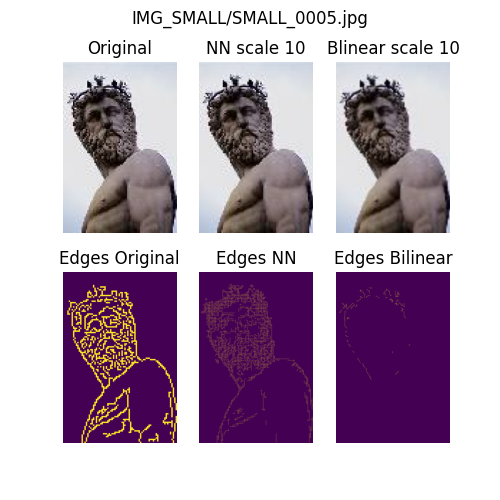 IMG_SMALL/SMALL_0005.jpg
Original NN scale 10 Blinear scale 10
Edges Original Edges NN Edges Bilinear